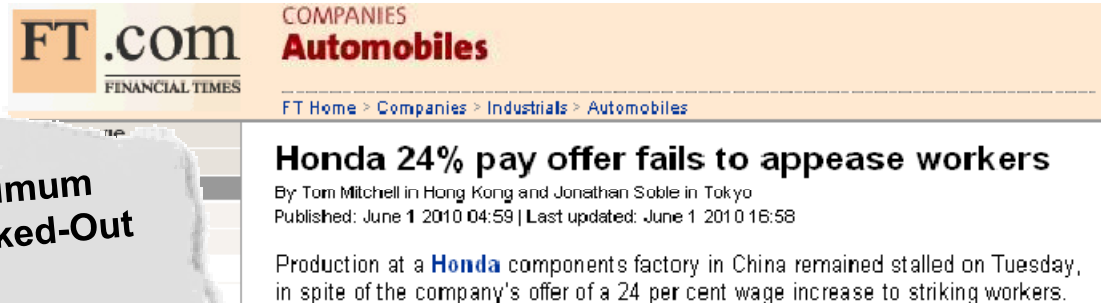 FT.com
FINANCIAL TIMES
COMPANIES
Automobiles
FT Home > Companies > Industrials > Automobiles
Honda 24% pay offer fails to appease workers
By Tom Mitchell in Hong Kong and Jonathan Soble in Tokyo
Published: June 1 2010 04:59 | Last updated: June 1 2010 16:58
Production at a Honda components factory in China remained stalled on Tuesday,
in spite of the company's offer of a 24 per cent wage increase to striking workers.